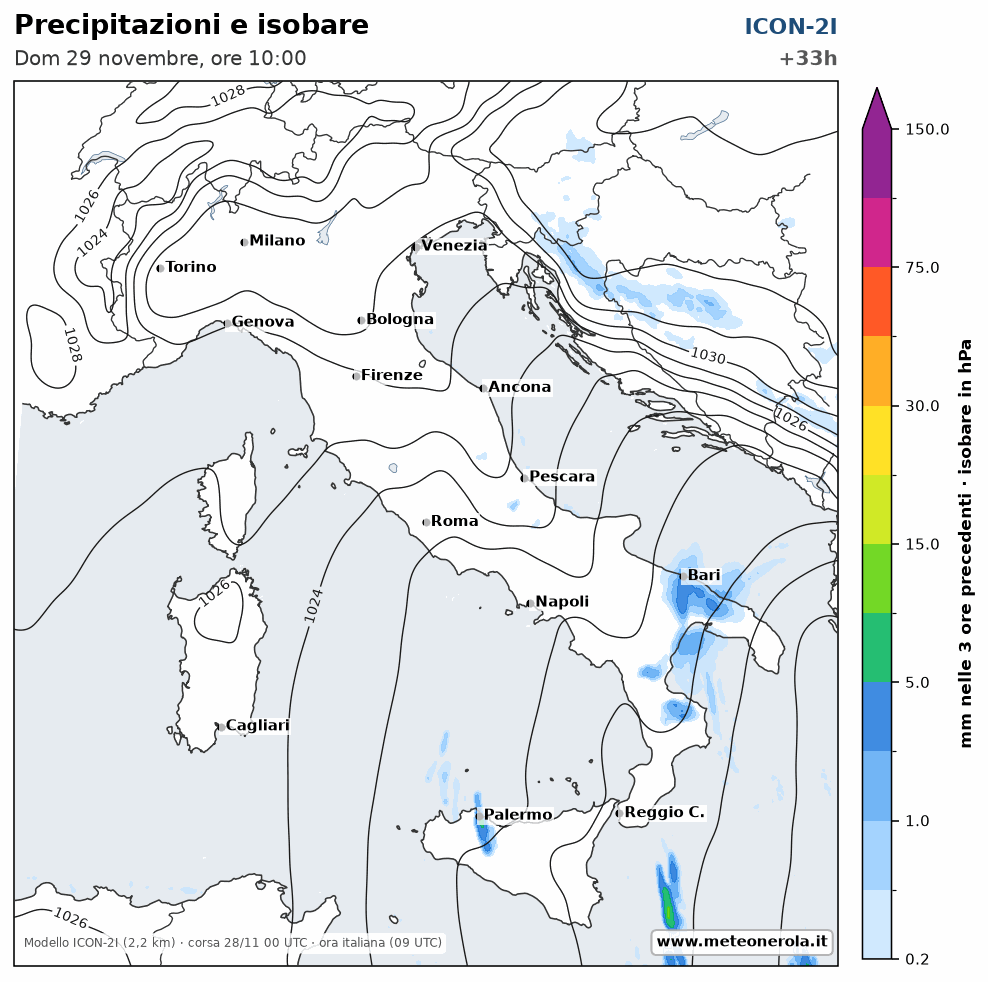 Precipitazioni e isobare
ICON-2I
Dom 29 novembre, ore 10:00
+33h
1028
1026
1024
1028
Milano
Torino
Venezia
Genova
Bologna
Firenze
Ancona
1030
1026
Pescara
Roma
Bari
Napoli
1026
1024
Cagliari
Palermo
Reggio C.
1026
Modello ICON-2I (2,2 km) · corsa 28/11 00 UTC · ora italiana (09 UTC)
www.meteonerola.it
150.0
75.0
30.0
15.0
5.0
1.0
0.2
mm nelle 3 ore precedenti · isobare in hPa